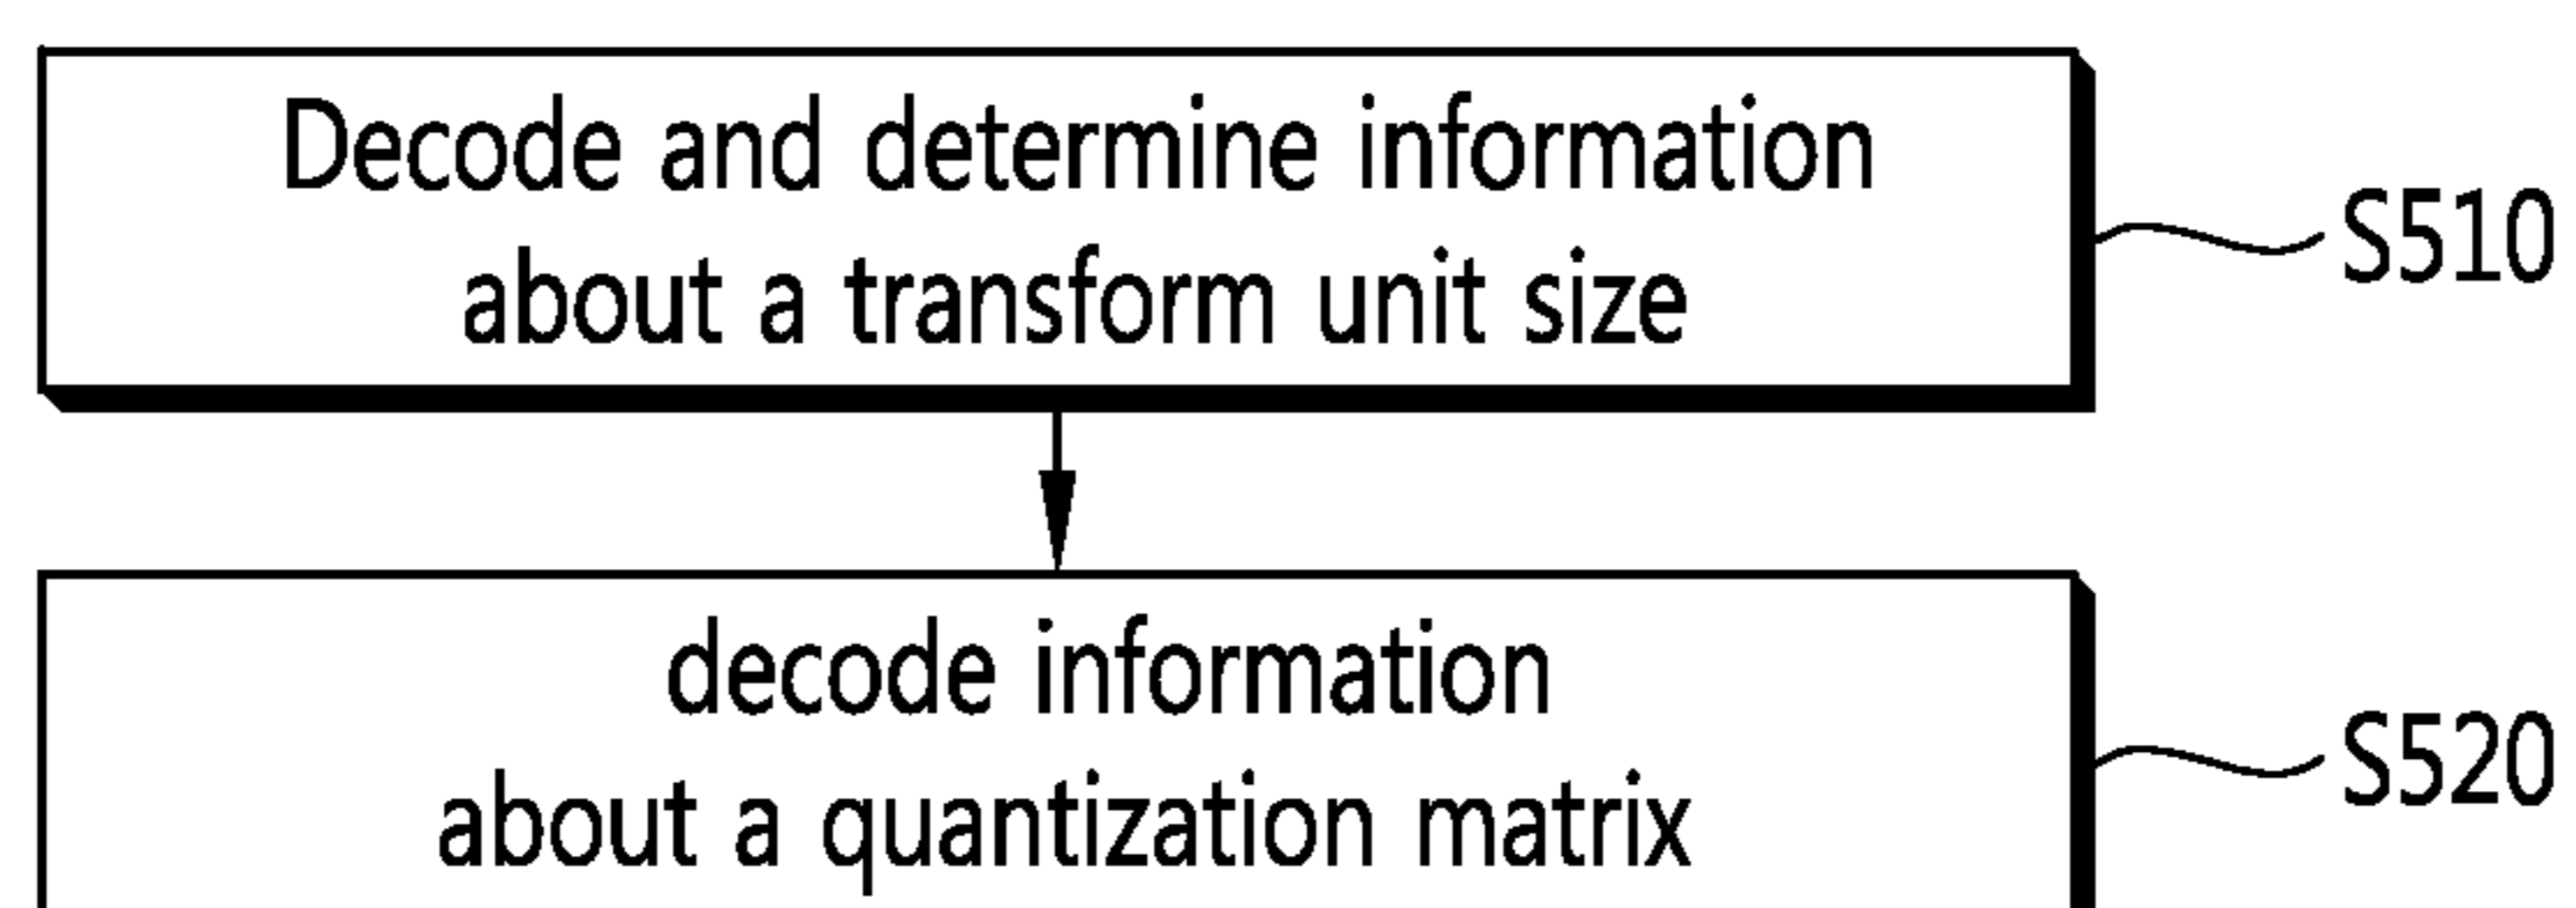 Decode and determine information
about a transform unit size
S510
decode information
about a quantization matrix
S520